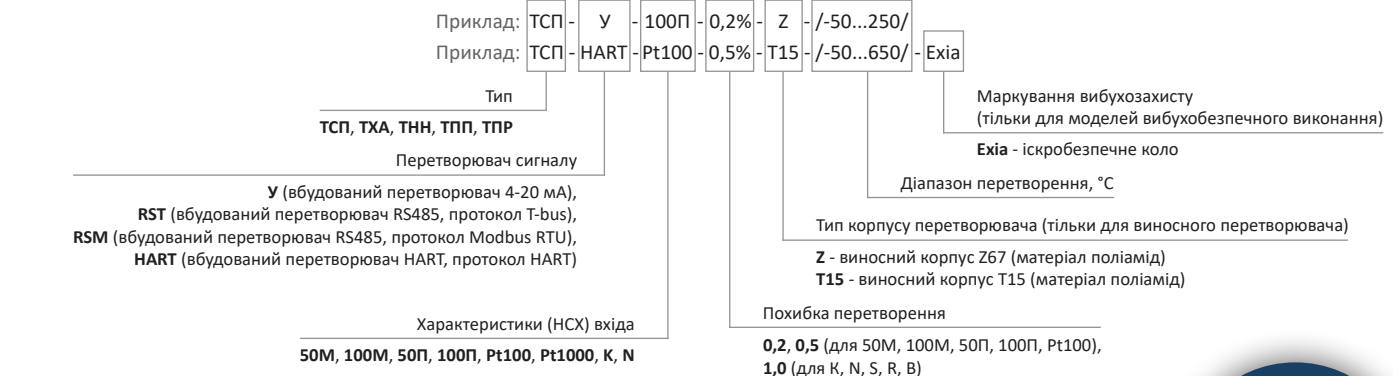 Приклад: ТСП - У - 100П - 0,2% - Z - /-50...250/
Приклад: ТСП - HART - Pt100 - 0,5% - T15 - /-50...650/ - Exia
Тип
ТСП, ТХА, ТНН, ТПП, ТПР
Перетворювач сигналу
У (вбудований перетворювач 4-20 мА),
RST (вбудований перетворювач RS485, протокол T-bus),
RSM (вбудований перетворювач RS485, протокол Modbus RTU),
HART (вбудований перетворювач HART, протокол HART)
Характеристики (НСХ) вхіда
50М, 100М, 50П, 100П, Pt100, Pt1000, K, N
Маркування вибухозахисту
(тільки для моделей вибухобезпечного виконання)
Exia - іскробезпечне коло
Діапазон перетворення, °С
Тип корпусу перетворювача (тільки для виносного перетворювача)
Z - виносний корпус Z67 (матеріал поліамід)
T15 - виносний корпус T15 (матеріал поліамід)
Похибка перетворення
0,2, 0,5 (для 50М, 100М, 50П, 100П, Pt100),
1,0 (для K, N, S, R, B)